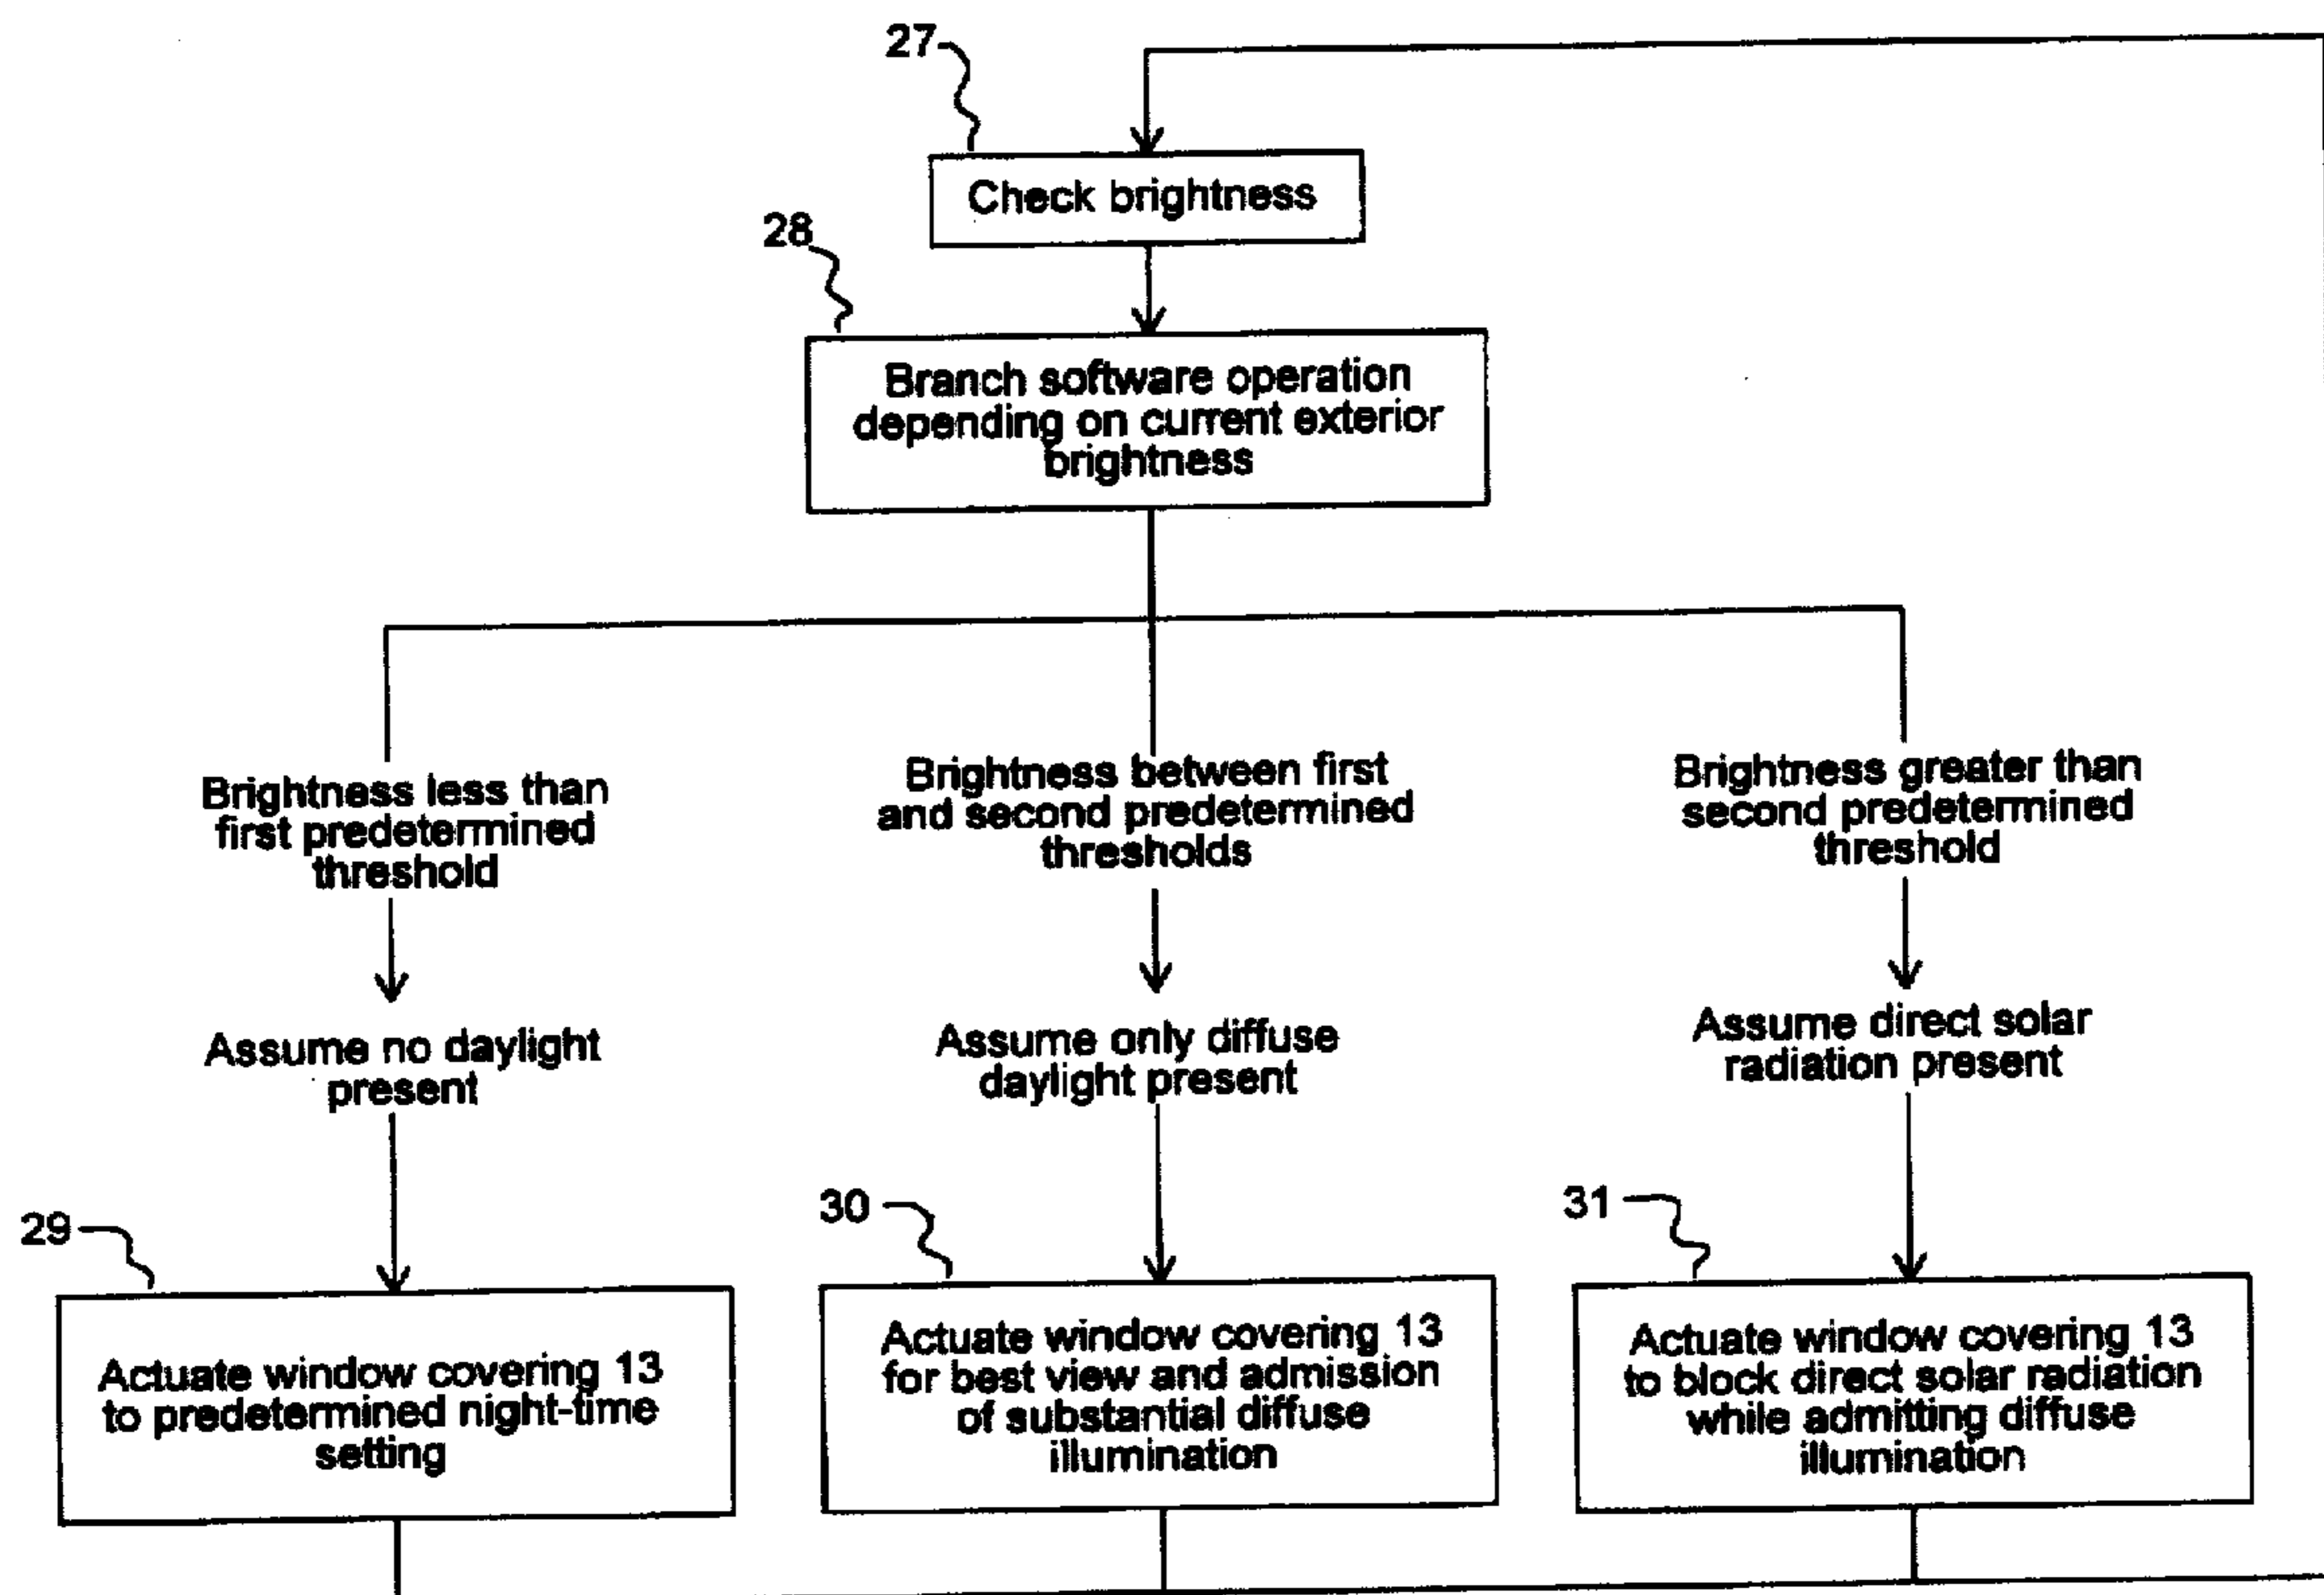 27
Check brightness
28
Branch software operation
depending on current exterior
brightness
Brightness less than
first predetermined
threshold
Brightness between first
and second predetermined
thresholds
Brightness greater than
second predetermined
threshold
Assume no daylight
present
Assume only diffuse
daylight present
Assume direct solar
radiation present
29
Actuate window covering 13
to predetermined night-time
setting
30
Actuate window covering 13
for best view and admission
of substantial diffuse
illumination
31
Actuate window covering 13
to block direct solar radiation
while admitting diffuse
illumination